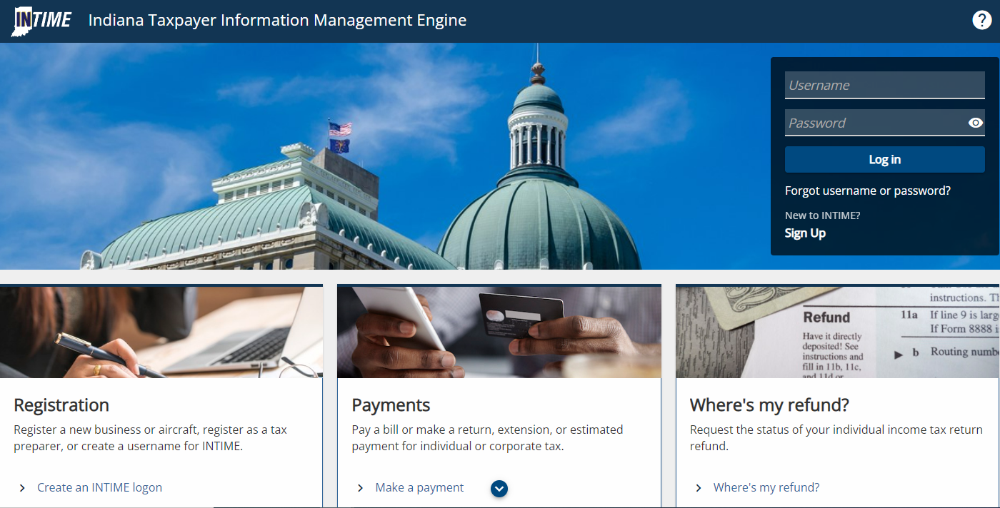 INTIME
Indiana Taxpayer Information Management Engine
?
Username
Password
Log in
Forgot username or password?
New to INTIME?
Sign Up
Refund
Have it directly
deposited! See
instructions and
fill in 11b, 11c,
and 11d or
instructions.
11a If line 9 is
If Form 8888
b Routing
Registration
Register a new business or aircraft, register as a tax
preparer, or create a username for INTIME.
Create an INTIME logon
Payments
Pay a bill or make a return, extension, or estimated
payment for individual or corporate tax.
Make a payment
Where's my refund?
Request the status of your individual income tax return
refund.
Where's my refund?